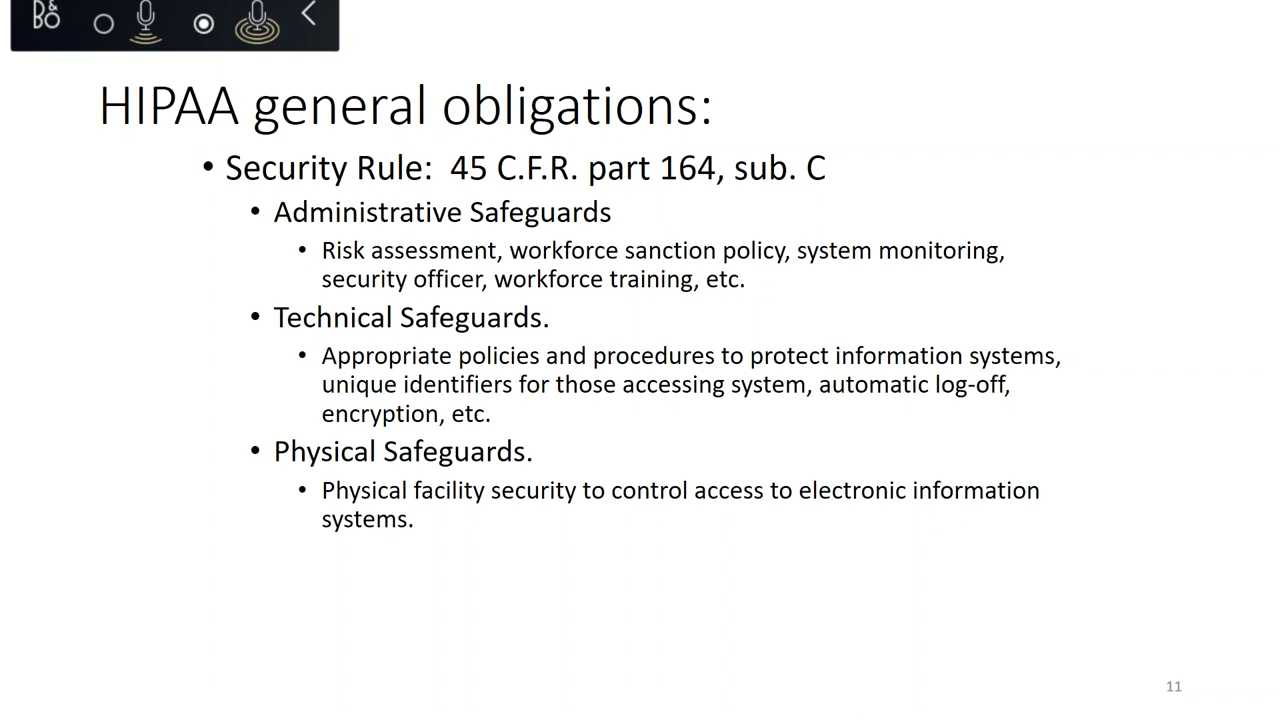 B&O
HIPAA general obligations:
• Security Rule:  45 C.F.R. part 164, sub. C
• Administrative Safeguards
• Risk assessment, workforce sanction policy, system monitoring,
security officer, workforce training, etc.
• Technical Safeguards.
• Appropriate policies and procedures to protect information systems,
unique identifiers for those accessing system, automatic log-off,
encryption, etc.
• Physical Safeguards.
• Physical facility security to control access to electronic information
systems.
11